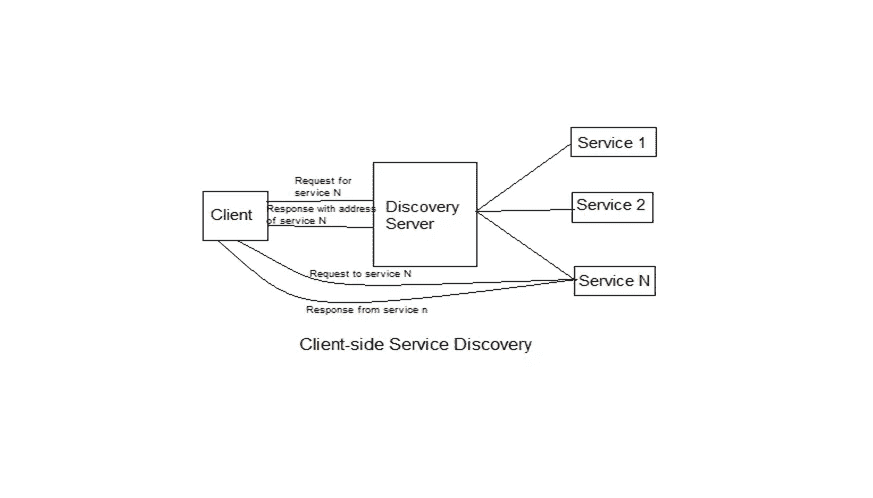 Service 1
Request for
service N
Response with address
of service N
Client
Discovery
Server
Service 2
Request to service N
Service N
Response from service n
Client-side Service Discovery